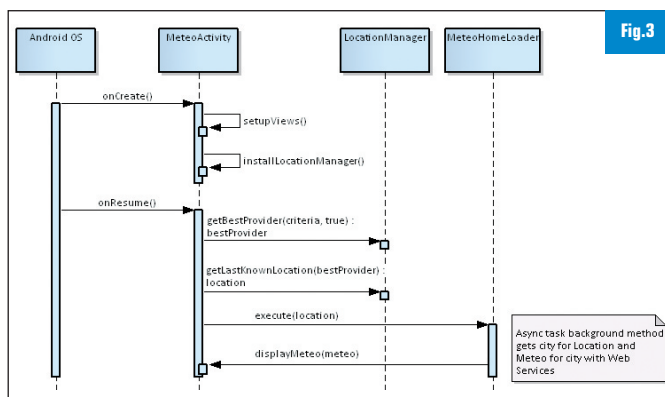 Fig.3
Android OS
MeteoActivity
LocationManager
MeteoHomeLoader
onCreate()
setupViews()
installLocationManager()
onResume()
getBestProvider(criteria, true) :
bestProvider
getLastKnownLocation(bestProvider) :
location
execute(location)
displayMeteo(meteo)
Async task background method
gets city for Location and
Meteo for city with Web
Services